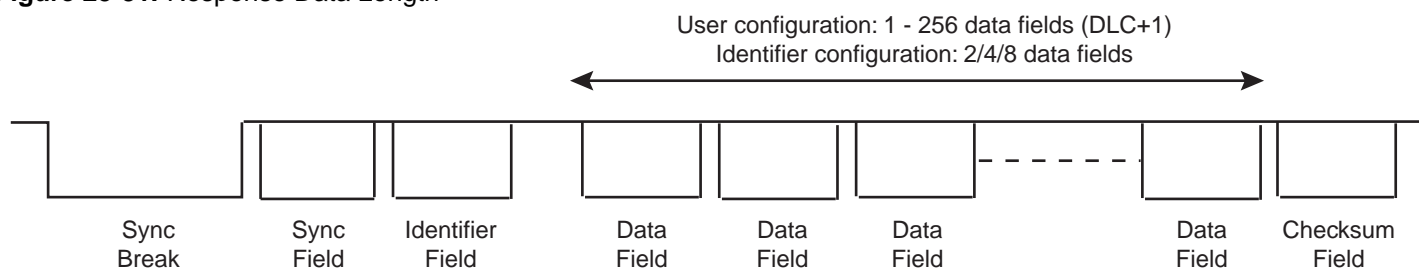 User configuration: 1 - 256 data fields (DLC+1)
Identifier configuration: 2/4/8 data fields
Sync Break
Sync Field
Identifier Field
Data Field
Data Field
Data Field
Data Field
Checksum Field